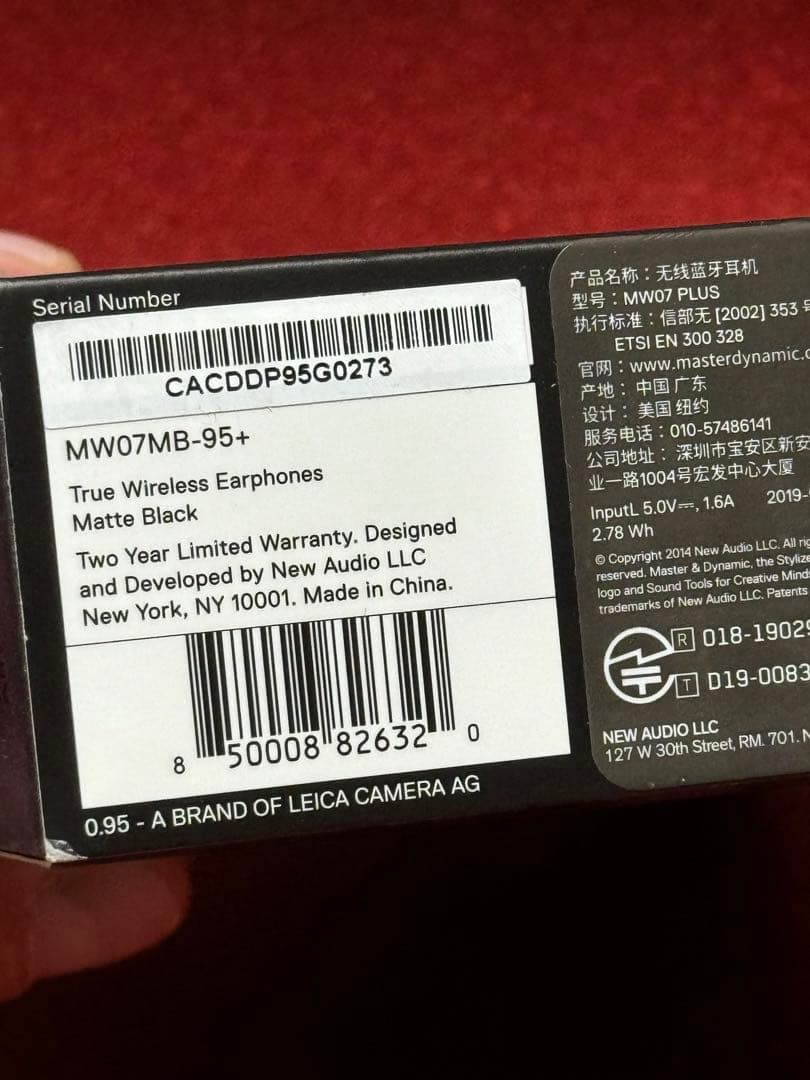 Serial Number
CACDDP95G0273
MW07MB-95+
True Wireless Earphones
Matte Black
Two Year Limited Warranty. Designed
and Developed by New Audio LLC
New York, NY 10001. Made in China.
8 50008 82632 0
0.95 - A BRAND OF LEICA CAMERA AG
产品名称：无线蓝牙耳机
型号：MW07 PLUS
执行标准：信部无 [2002] 353 号
ETSI EN 300 328
官网：www.masterdynamic.c
产地：中国 广东
设计：美国 纽约
服务电话：010-57486141
公司地址：深圳市宝安区新安
业一路1004号宏发中心大厦
InputL 5.0V⎓, 1.6A 2019-
2.78 Wh
© Copyright 2014 New Audio LLC. All rig
reserved. Master & Dynamic, the Stylize
logo and Sound Tools for Creative Minds
trademarks of New Audio LLC. Patents
R 018-19029
T D19-0083
NEW AUDIO LLC
127 W 30th Street, RM. 701. N